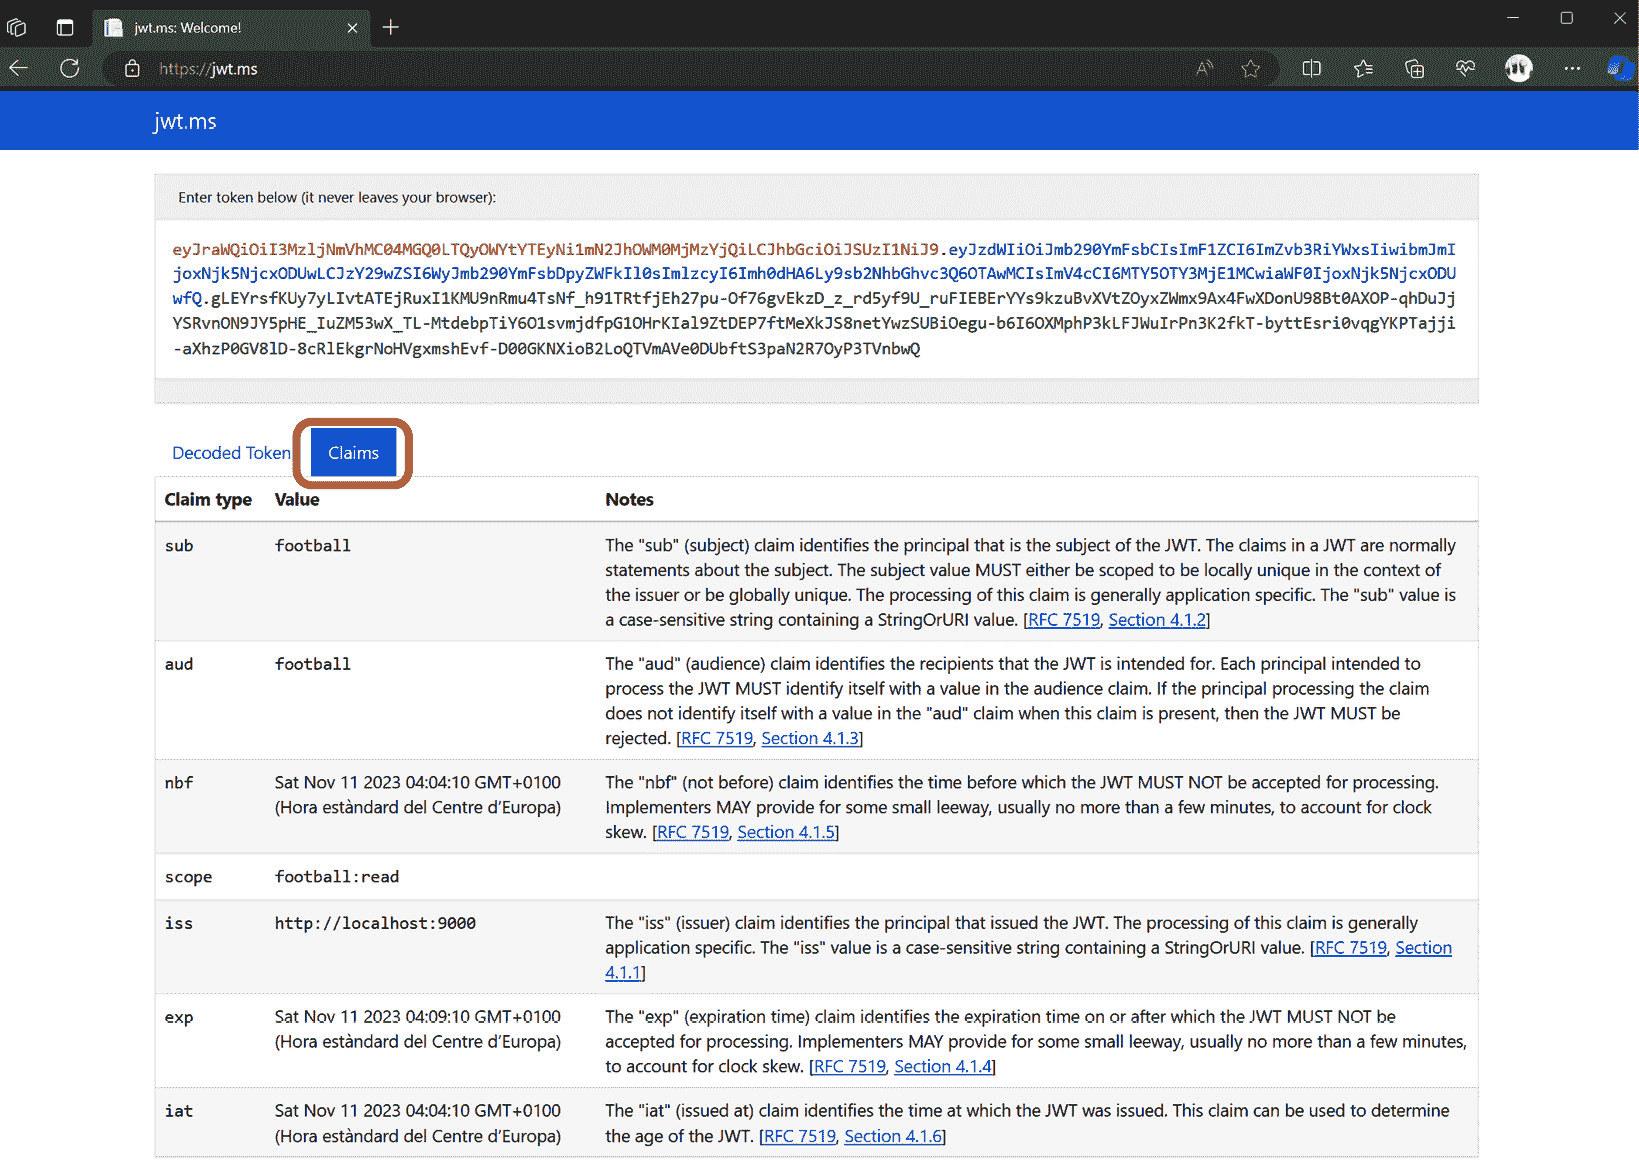 jwt.ms: Welcome!
https://jwt.ms
jwt.ms
Enter token below (it never leaves your browser):
eyJraWQiOiI3MzljNmVhMC04MGQ0LTQyOWYtYTEyNi1mN2JhOWM0MjMzYjQiLCJhbGciOiJSUzI1NiJ9.eyJzdWIiOiJmb290YmFsbCIsImF1ZCI6ImZvb3RiYWxsIiwibmJmI
joxNjk5NjcxODUwLCJzY29wZSI6WyJmb290YmFsbDpyZWFkIl0sImlzcyI6Imh0dHA6Ly9sb2NhbGhvc3Q6OTAwMCIsImV4cCI6MTY5OTY3MjE1MCwiaWF0IjoxNjk5NjcxODU
wfQ.gLEYrsfKUy7yLIvtATEjRuxI1KMU9nRmu4TsNf_h91TRtfjEh27pu-Of76gvEkzD_z_rd5yf9U_ruFIEBErYYs9kzuBvXVtZOyxZWmx9Ax4FwXDonU98Bt0AXOP-qhDuJj
YSRvnON9JY5pHE_IuZM53wX_TL-MtdebpTiY6O1svmjdfpG1OHrKIal9ZtDEP7ftMeXkJS8netYwzSUBiOegu-b6I6OXMphP3kLFJWuIrPn3K2fkT-byttEsri0vqgYKPTajji
-aXhzP0GV8lD-8cRlEkgrNoHVgxmshEvf-D00GKNXioB2LoQTVmAVe0DUbftS3paN2R7OyP3TVnbwQ
Decoded Token Claims
Claim type Value Notes
sub football The "sub" (subject) claim identifies the principal that is the subject of the JWT. The claims in a JWT are normally
statements about the subject. The subject value MUST either be scoped to be locally unique in the context of
the issuer or be globally unique. The processing of this claim is generally application specific. The "sub" value is
a case-sensitive string containing a StringOrURI value. [RFC 7519, Section 4.1.2]
aud football The "aud" (audience) claim identifies the recipients that the JWT is intended for. Each principal intended to
process the JWT MUST identify itself with a value in the audience claim. If the principal processing the claim
does not identify itself with a value in the "aud" claim when this claim is present, then the JWT MUST be
rejected. [RFC 7519, Section 4.1.3]
nbf Sat Nov 11 2023 04:04:10 GMT+0100 The "nbf" (not before) claim identifies the time before which the JWT MUST NOT be accepted for processing.
(Hora estàndard del Centre d’Europa) Implementers MAY provide for some small leeway, usually no more than a few minutes, to account for clock
skew. [RFC 7519, Section 4.1.5]
scope football:read
iss http://localhost:9000 The "iss" (issuer) claim identifies the principal that issued the JWT. The processing of this claim is generally
application specific. The "iss" value is a case-sensitive string containing a StringOrURI value. [RFC 7519, Section
4.1.1]
exp Sat Nov 11 2023 04:09:10 GMT+0100 The "exp" (expiration time) claim identifies the expiration time on or after which the JWT MUST NOT be
(Hora estàndard del Centre d’Europa) accepted for processing. Implementers MAY provide for some small leeway, usually no more than a few minutes,
to account for clock skew. [RFC 7519, Section 4.1.4]
iat Sat Nov 11 2023 04:04:10 GMT+0100 The "iat" (issued at) claim identifies the time at which the JWT was issued. This claim can be used to determine
(Hora estàndard del Centre d’Europa) the age of the JWT. [RFC 7519, Section 4.1.6]